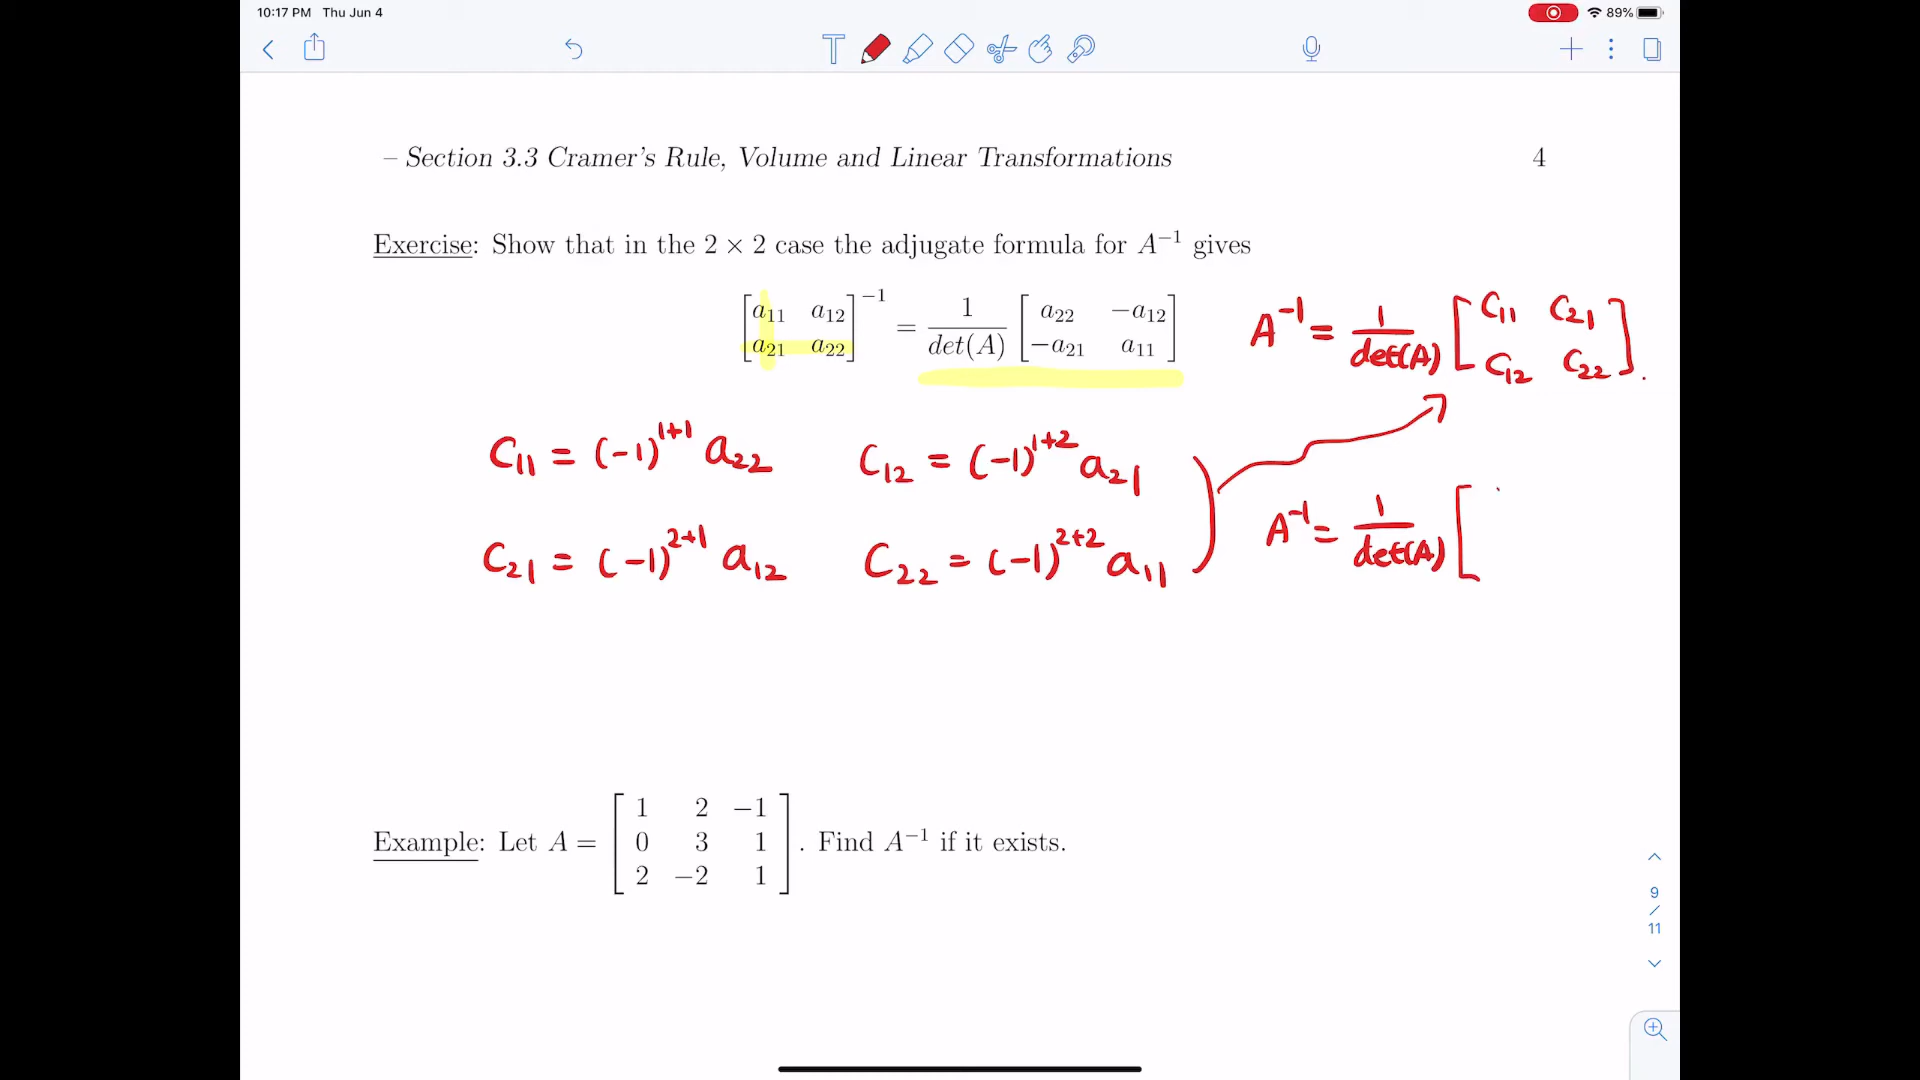 10:17 PM Thu Jun 4 89%
– Section 3.3 Cramer's Rule, Volume and Linear Transformations 4
Exercise: Show that in the 2 × 2 case the adjugate formula for A⁻¹ gives
[a₁₁ a₁₂; a₂₁ a₂₂]⁻¹ = 1/det(A) [a₂₂ −a₁₂; −a₂₁ a₁₁]
A⁻¹ = 1/det(A) [C₁₁ C₂₁; C₁₂ C₂₂].
C₁₁ = (-1)¹⁺¹ a₂₂ C₁₂ = (-1)¹⁺² a₂₁
C₂₁ = (-1)²⁺¹ a₁₂ C₂₂ = (-1)²⁺² a₁₁
A⁻¹ = 1/det(A) [
Example: Let A = [1 2 −1; 0 3 1; 2 −2 1]. Find A⁻¹ if it exists.
9
/
11